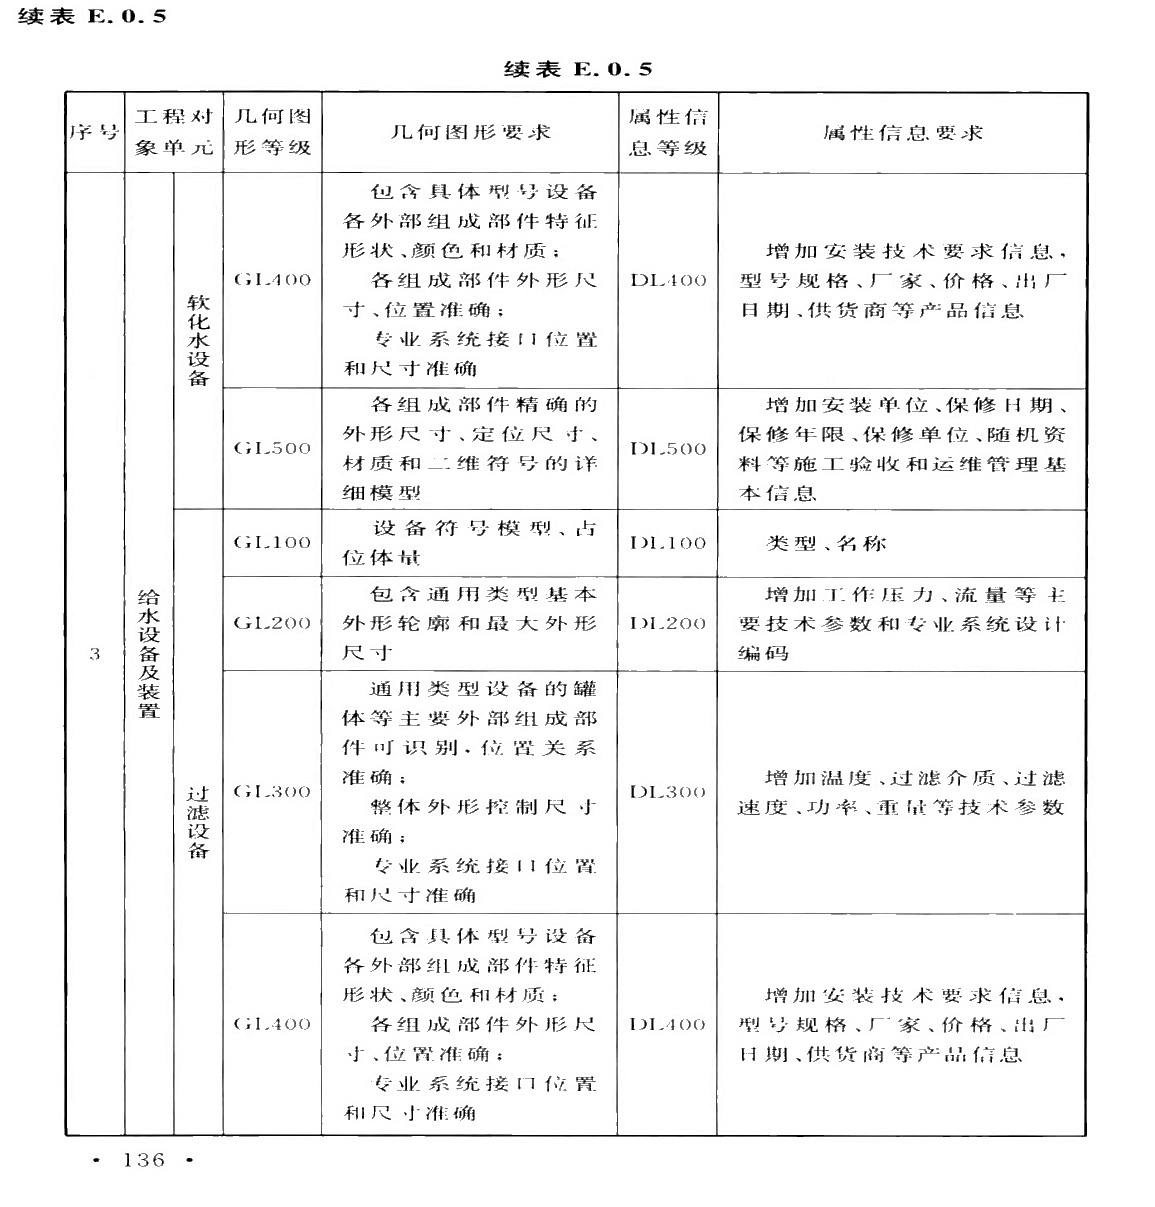 续表 E.0.5
续表 E.0.5
序号
工程对
象单元
几何图
形等级
几何图形要求
属性信
息等级
属性信息要求
3
给水设备及装置
软化水设备
GL400
包含具体型号设备
各外部组成部件特征
形状、颜色和材质；
各组成部件外形尺
寸、位置准确；
专业系统接口位置
和尺寸准确
DL400
增加安装技术要求信息，
型号规格、厂家、价格、出厂
日期、供货商等产品信息
GL500
各组成部件精确的
外形尺寸、定位尺寸、
材质和二维符号的详
细模型
DL500
增加安装单位、保修日期、
保修年限、保修单位、随机资
料等施工验收和运维管理基
本信息
过滤设备
GL100
设备符号模型、占
位体量
DL100
类型、名称
GL200
包含通用类型基本
外形轮廓和最大外形
尺寸
DL200
增加工作压力、流量等主
要技术参数和专业系统设计
编码
GL300
通用类型设备的罐
体等主要外部组成部
件可识别，位置关系
准确；
整体外形控制尺寸
准确；
专业系统接口位置
和尺寸准确
DL300
增加温度、过滤介质、过滤
速度、功率、重量等技术参数
GL400
包含具体型号设备
各外部组成部件特征
形状、颜色和材质；
各组成部件外形尺
寸、位置准确；
专业系统接口位置
和尺寸准确
DL400
增加安装技术要求信息，
型号规格、厂家、价格、出厂
日期、供货商等产品信息
· 136 ·